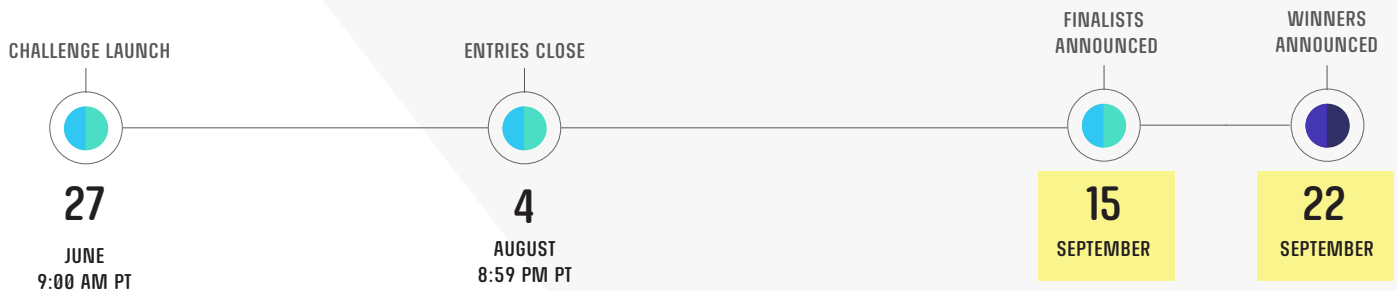 CHALLENGE LAUNCH
27
JUNE
9:00 AM PT
ENTRIES CLOSE
4
AUGUST
8:59 PM PT
FINALISTS
ANNOUNCED
15
SEPTEMBER
WINNERS
ANNOUNCED
22
SEPTEMBER